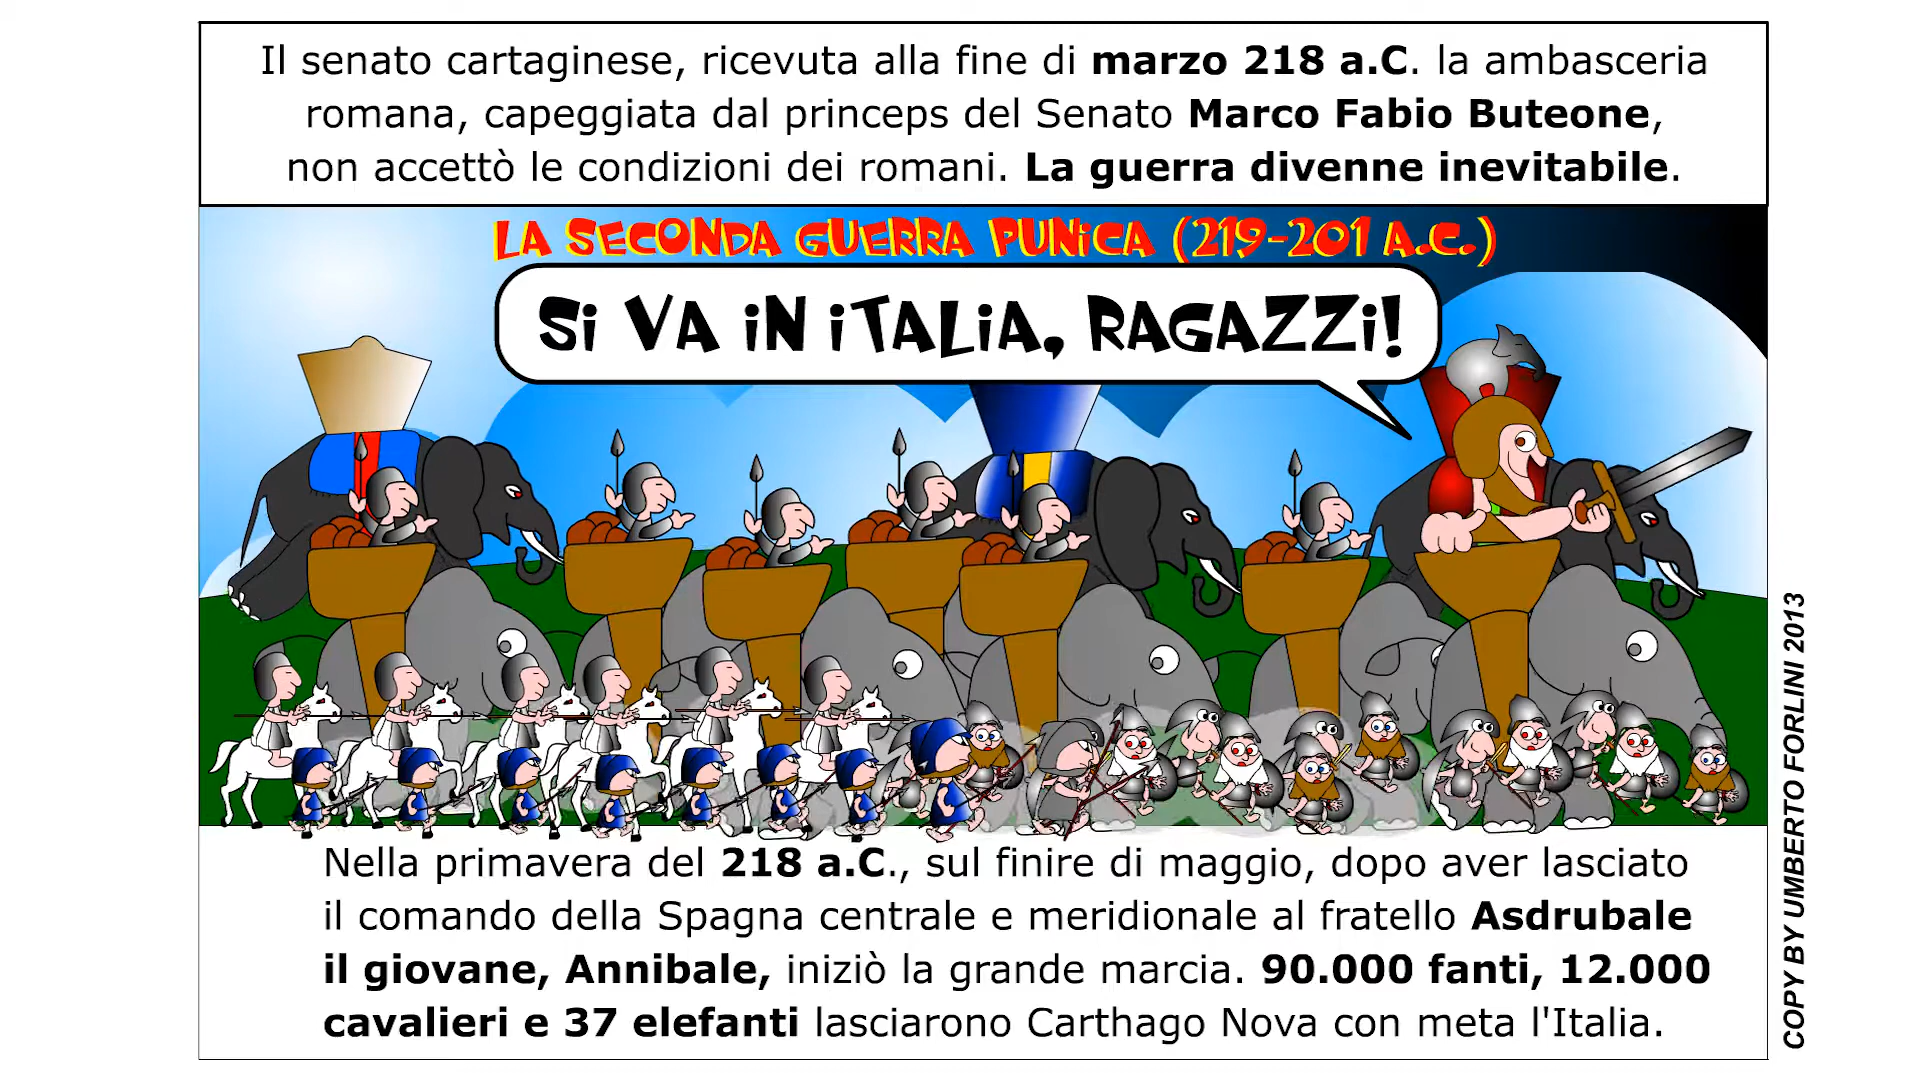 Il senato cartaginese, ricevuta alla fine di marzo 218 a.C. la ambasceria
romana, capeggiata dal princeps del Senato Marco Fabio Buteone,
non accettò le condizioni dei romani. La guerra divenne inevitabile.
LA SECONDA GUERRA PUNiCA (219-201 A.C.)
Si VA iN iTALiA, RAGAZZi!
Nella primavera del 218 a.C., sul finire di maggio, dopo aver lasciato
il comando della Spagna centrale e meridionale al fratello Asdrubale
il giovane, Annibale, iniziò la grande marcia. 90.000 fanti, 12.000
cavalieri e 37 elefanti lasciarono Carthago Nova con meta l'Italia.
COPY BY UMBERTO FORLINI 2013